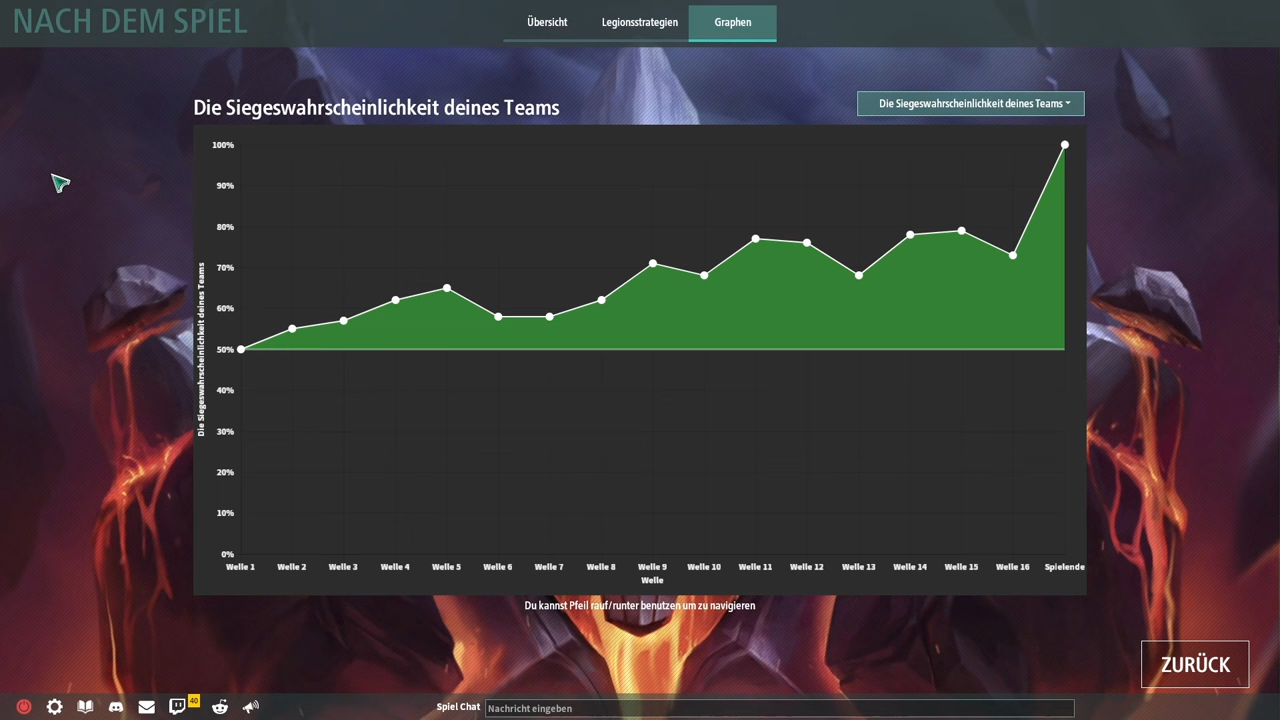 NACH DEM SPIEL
Übersicht
Legionsstrategien
Graphen
Die Siegeswahrscheinlichkeit deines Teams
Die Siegeswahrscheinlichkeit deines Teams
100%
90%
80%
70%
60%
50%
40%
30%
20%
10%
0%
Die Siegeswahrscheinlichkeit deines Teams
Welle 1 Welle 2 Welle 3 Welle 4 Welle 5 Welle 6 Welle 7 Welle 8 Welle 9 Welle 10 Welle 11 Welle 12 Welle 13 Welle 14 Welle 15 Welle 16 Spielende
Welle
Du kannst Pfeil rauf/runter benutzen um zu navigieren
ZURÜCK
40
Spiel Chat
Nachricht eingeben